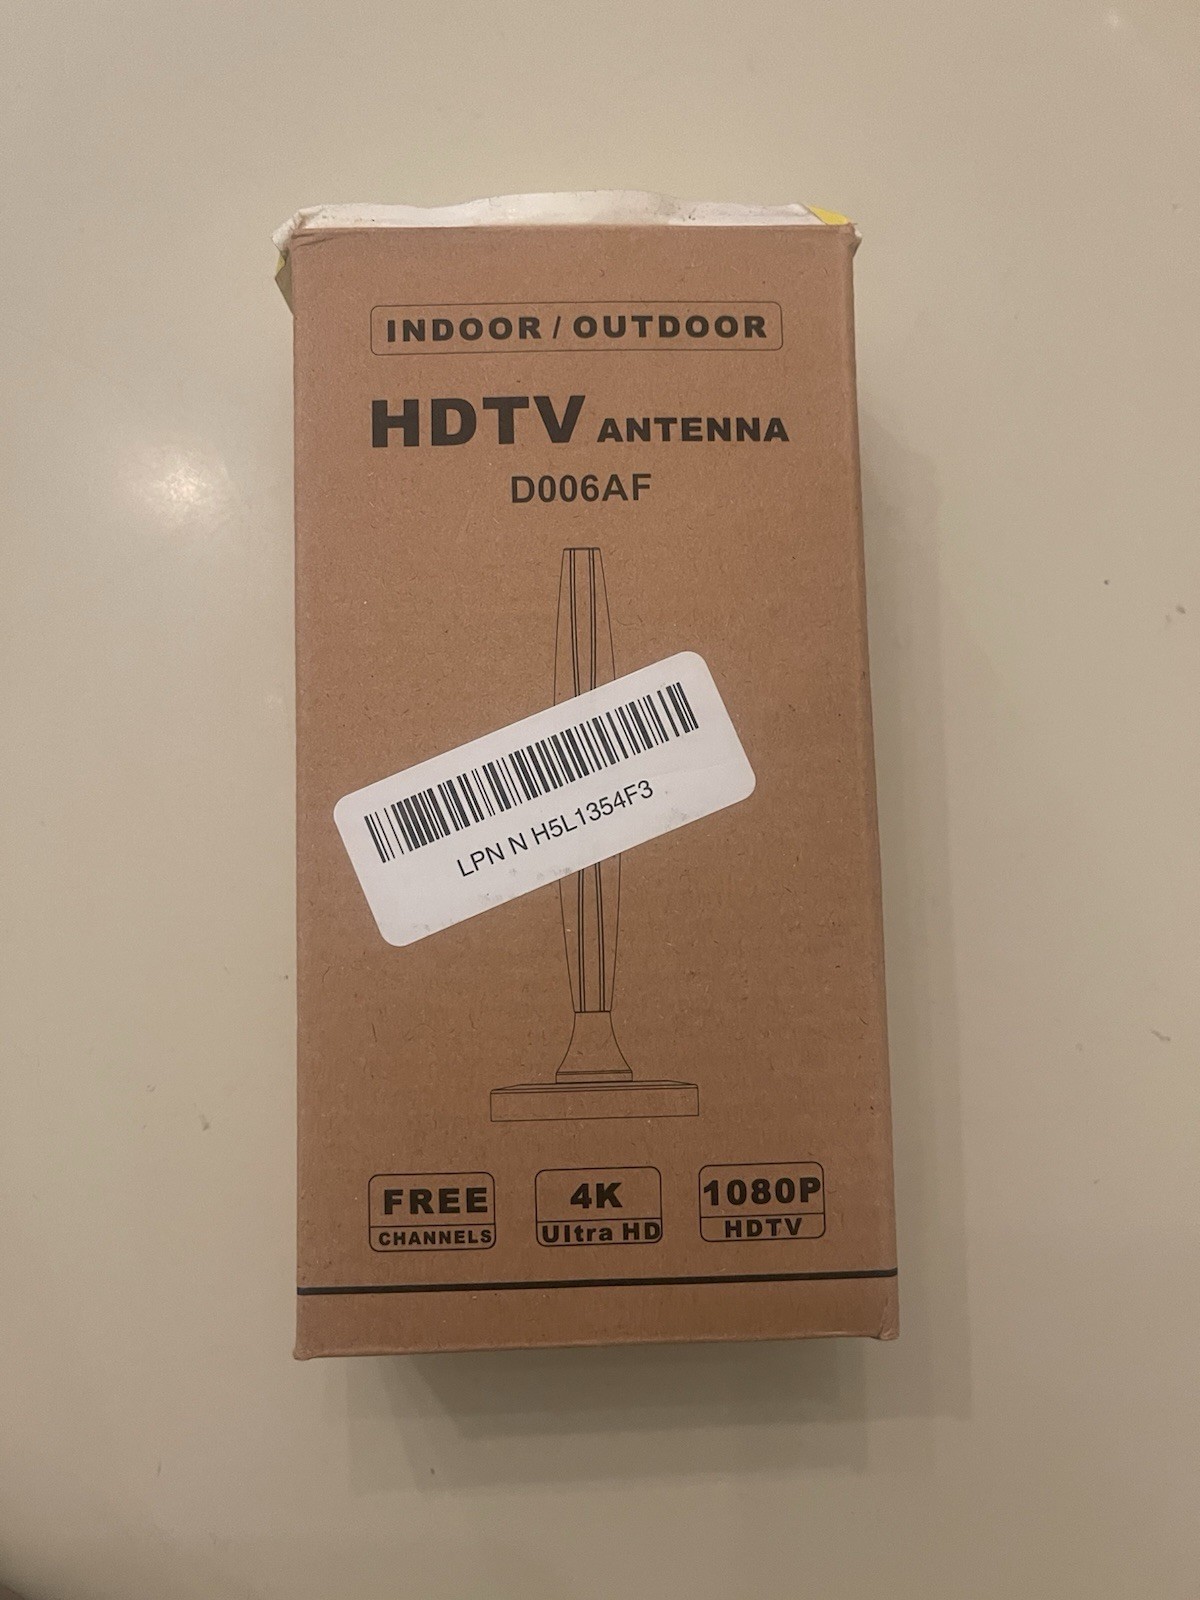 INDOOR / OUTDOOR
HDTV ANTENNA
D006AF
LPN N H5L1354F3
FREE
CHANNELS
4K
Ultra HD
1080P
HDTV